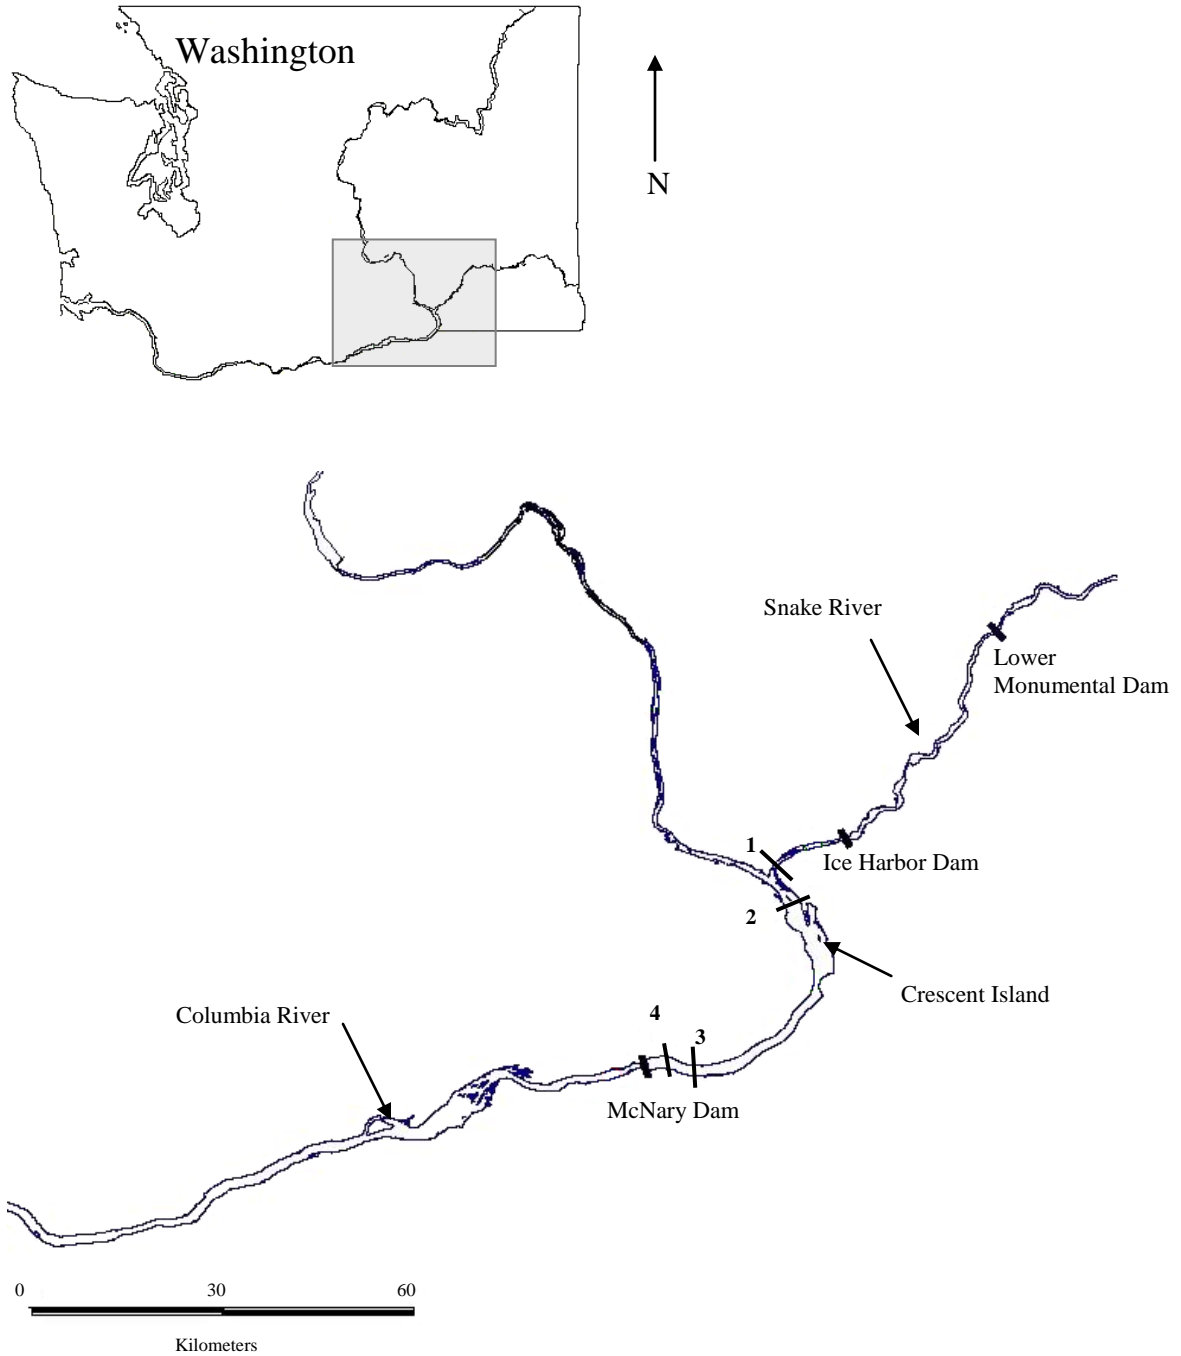 Washington
N
Snake River
Lower
Monumental Dam
1
Ice Harbor Dam
2
Crescent Island
Columbia River
4
3
McNary Dam
0 30 60
Kilometers